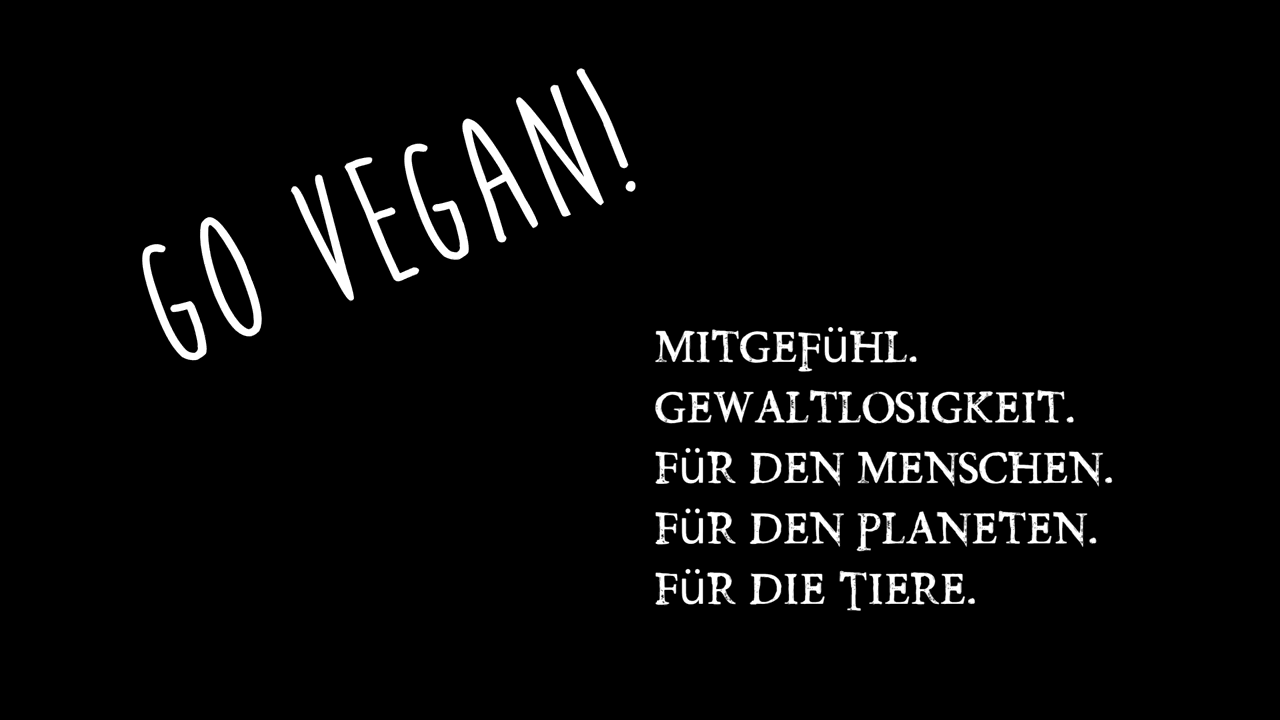 GO VEGAN!
MITGEFÜHL.
GEWALTLOSIGKEIT.
FÜR DEN MENSCHEN.
FÜR DEN PLANETEN.
FÜR DIE TIERE.